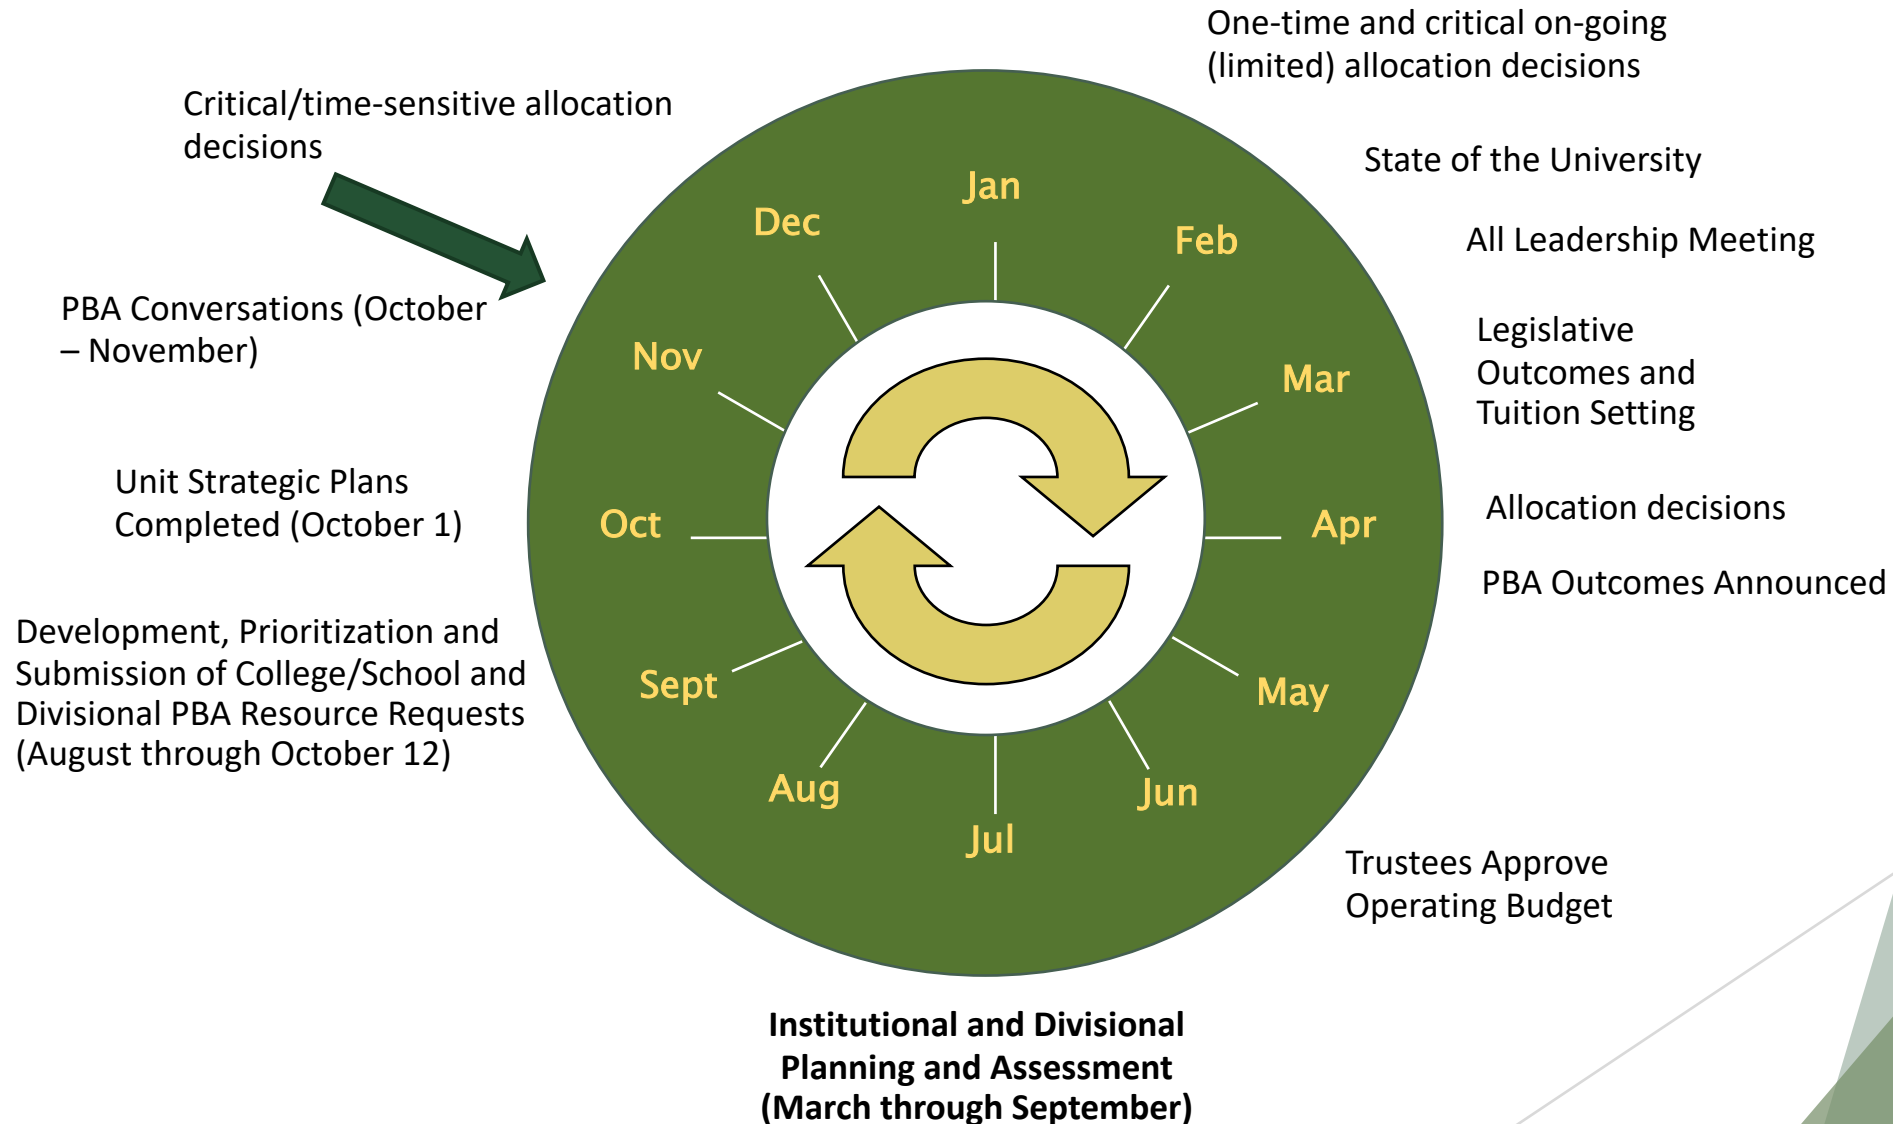 One-time and critical on-going
(limited) allocation decisions
Critical/time-sensitive allocation
decisions
State of the University
All Leadership Meeting
PBA Conversations (October
– November)
Legislative
Outcomes and
Tuition Setting
Unit Strategic Plans
Completed (October 1)
Allocation decisions
PBA Outcomes Announced
Development, Prioritization and
Submission of College/School and
Divisional PBA Resource Requests
(August through October 12)
Jan
Feb
Mar
Apr
May
Jun
Jul
Aug
Sept
Oct
Nov
Dec
Trustees Approve
Operating Budget
Institutional and Divisional
Planning and Assessment
(March through September)